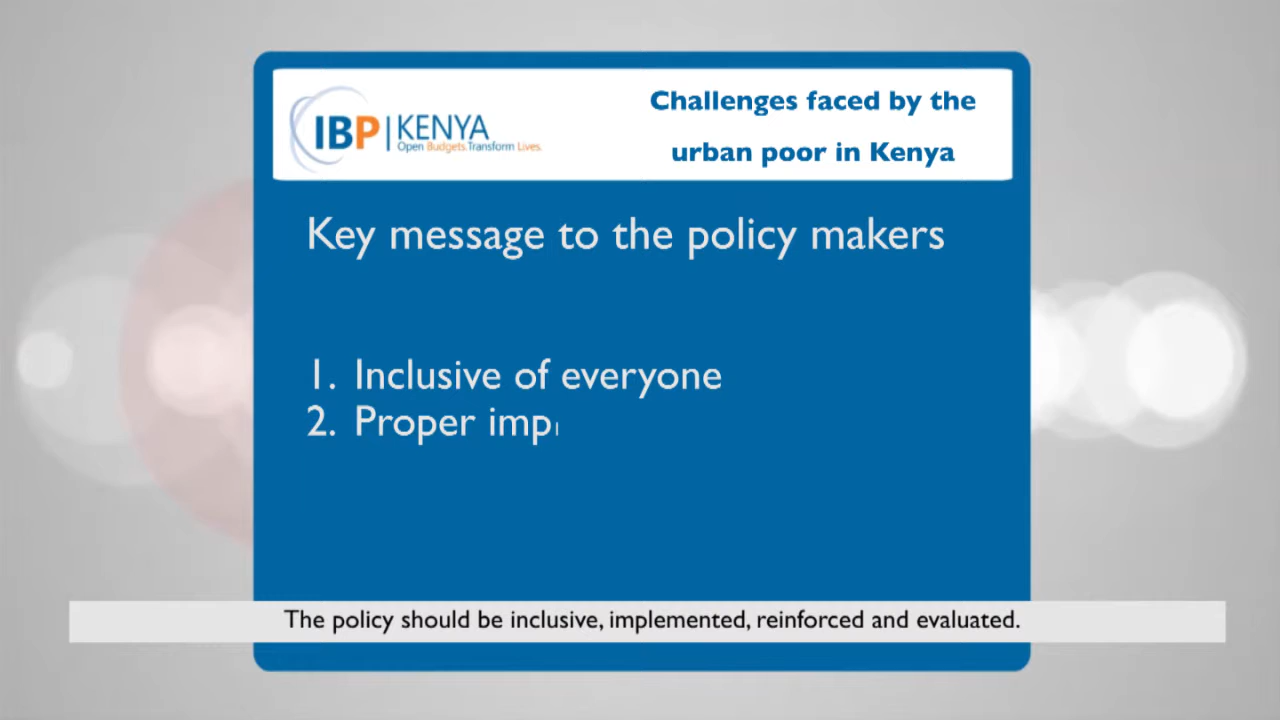 IBP | KENYA
Open Budgets. Transform Lives.
Challenges faced by the
urban poor in Kenya
Key message to the policy makers
1. Inclusive of everyone
2. Proper imp
The policy should be inclusive, implemented, reinforced and evaluated.